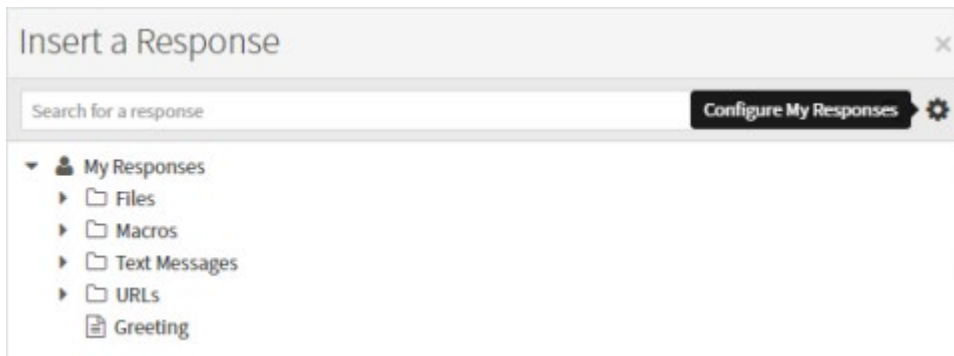 Insert a Response
Search for a response
Configure My Responses
My Responses
Files
Macros
Text Messages
URLs
Greeting